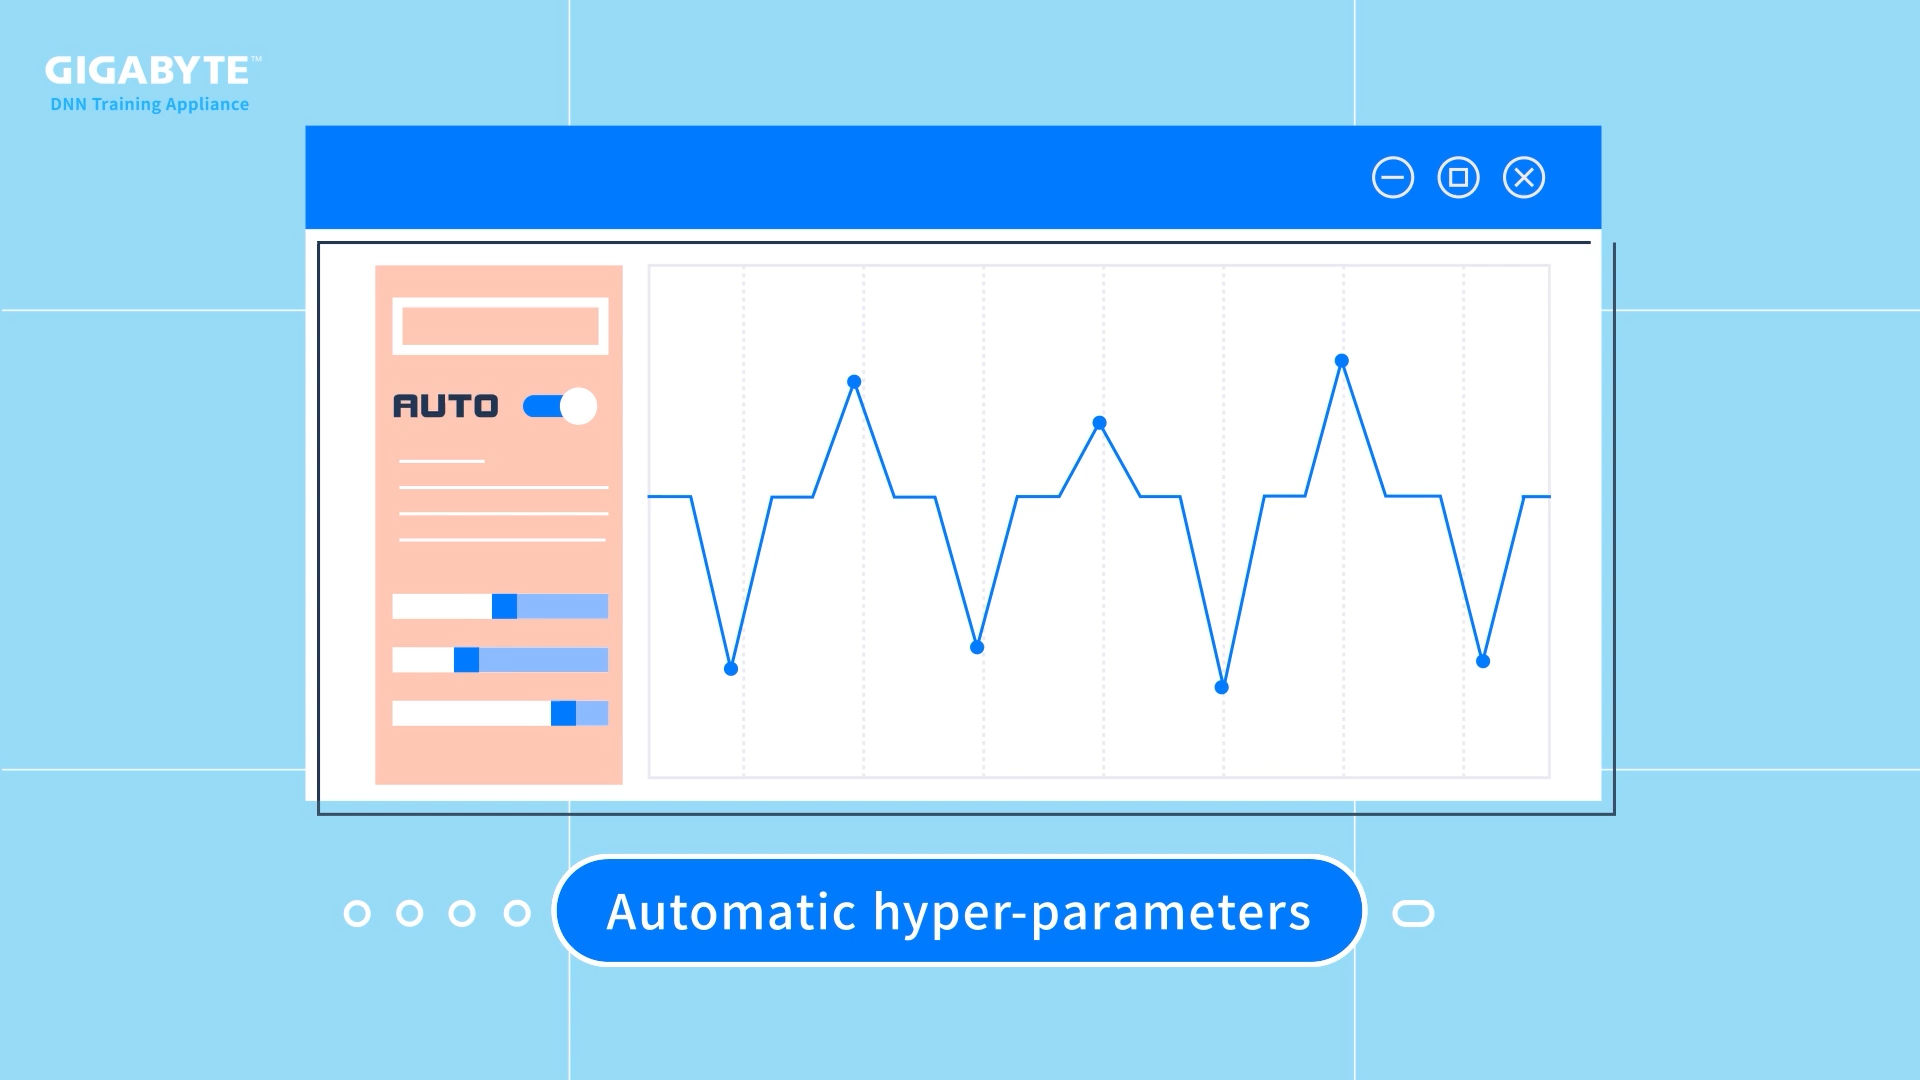 GIGABYTE™
DNN Training Appliance
AUTO
Automatic hyper-parameters